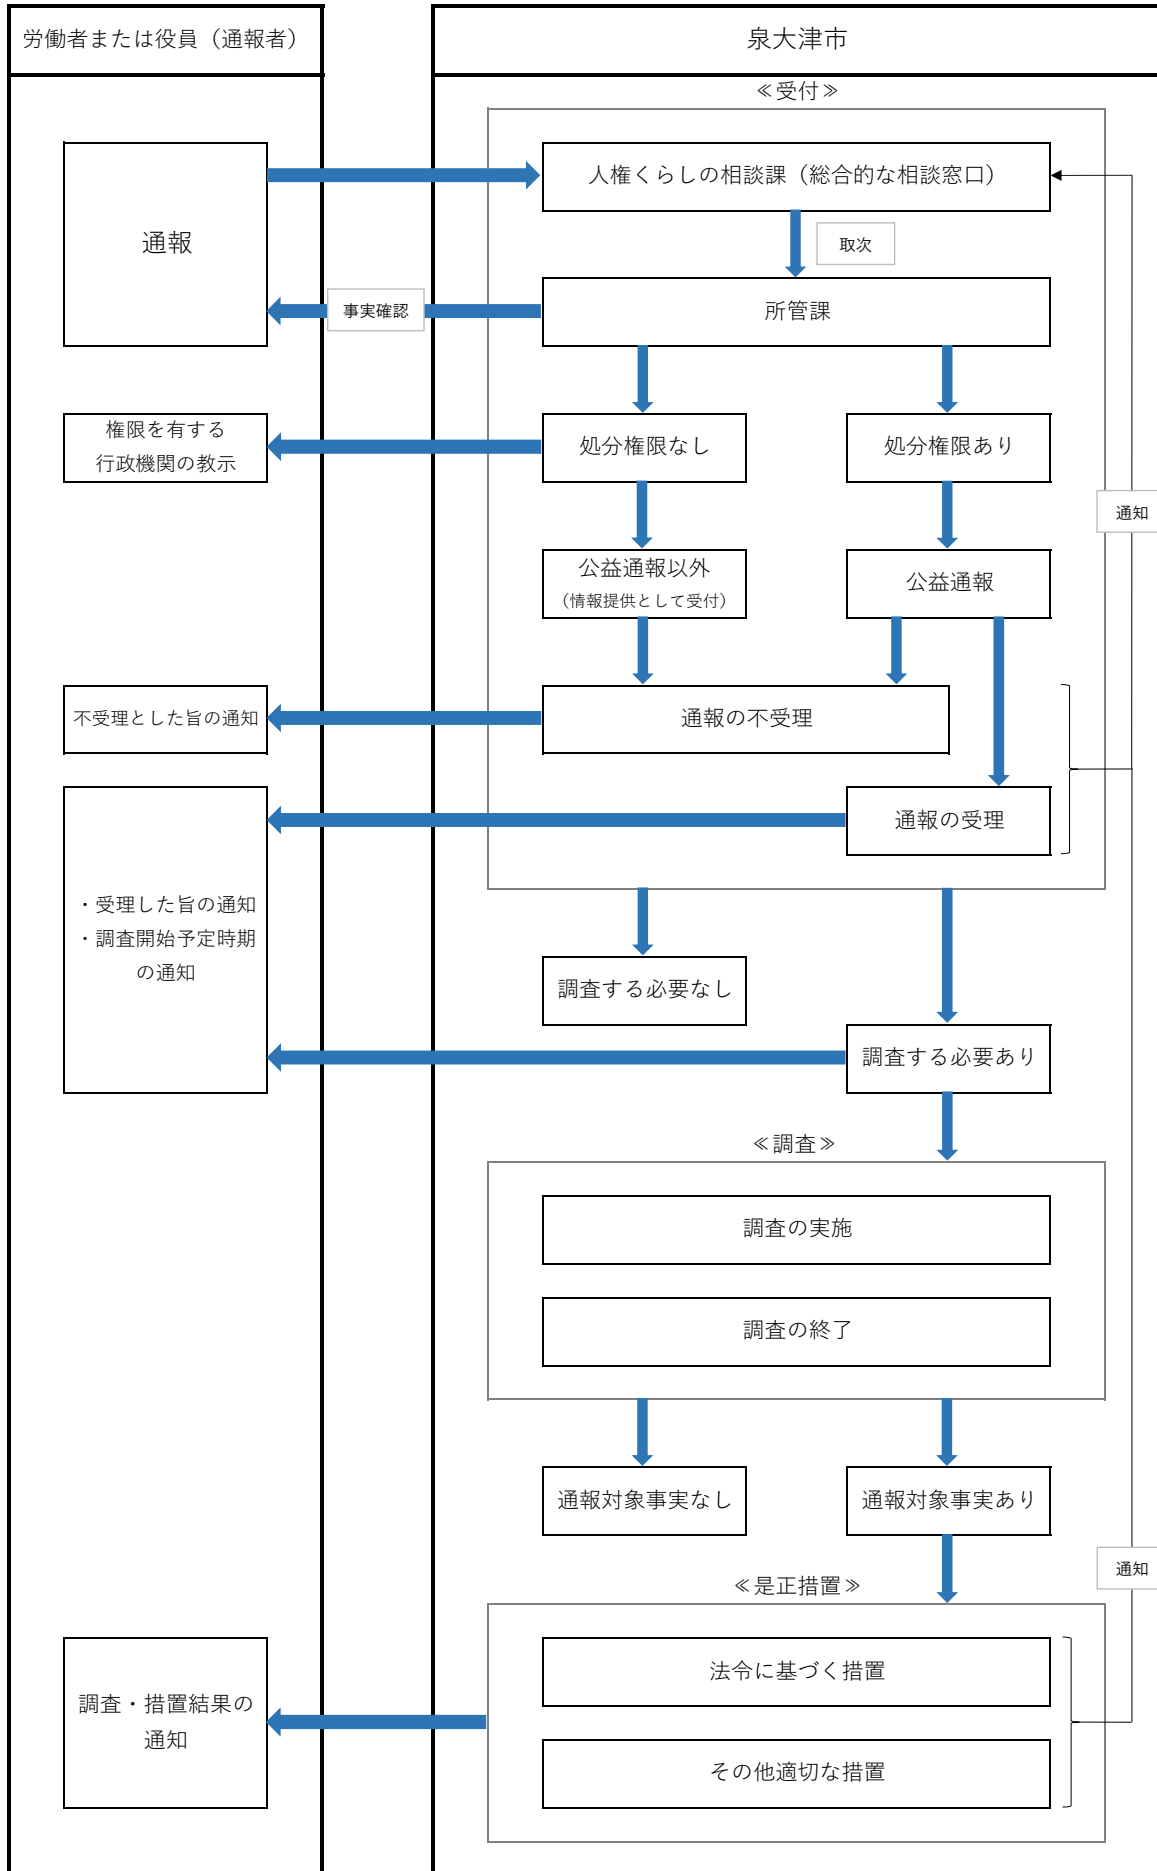 労働者または役員（通報者）
泉大津市
≪受付≫
通報
人権くらしの相談課（総合的な相談窓口）
取次
事実確認
所管課
権限を有する
行政機関の教示
処分権限なし
処分権限あり
通知
公益通報以外
（情報提供として受付）
公益通報
不受理とした旨の通知
通報の不受理
通報の受理
・受理した旨の通知
・調査開始予定時期
の通知
調査する必要なし
調査する必要あり
≪調査≫
調査の実施
調査の終了
通報対象事実なし
通報対象事実あり
通知
≪是正措置≫
調査・措置結果の
通知
法令に基づく措置
その他適切な措置